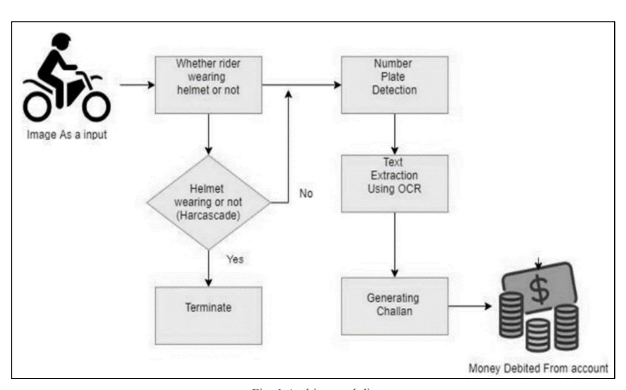 Whether rider
wearing
helmet or not
Number
Plate
Detection
Image As a input
Helmet
wearing or not
(Harcascade)
No
Text
Extraction
Using OCR
Yes
Terminate
Generating
Challan
$
Money Debited From account